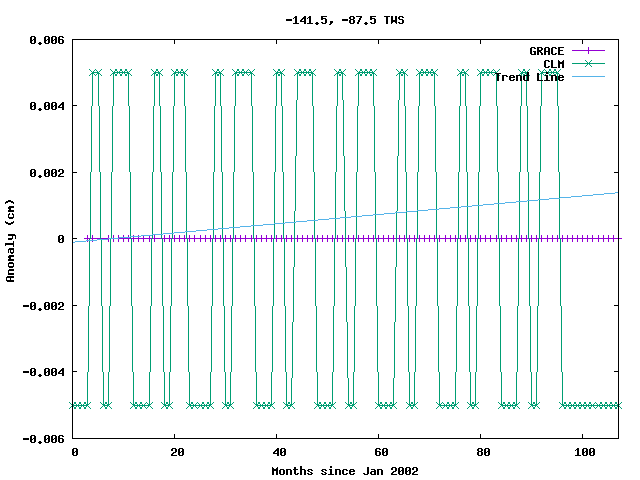 -141.5, -87.5 TWS
GRACE
CLM
Trend Line
0.006
0.004
0.002
0
-0.002
-0.004
-0.006
Anomaly (cm)
0 20 40 60 80 100
Months since Jan 2002